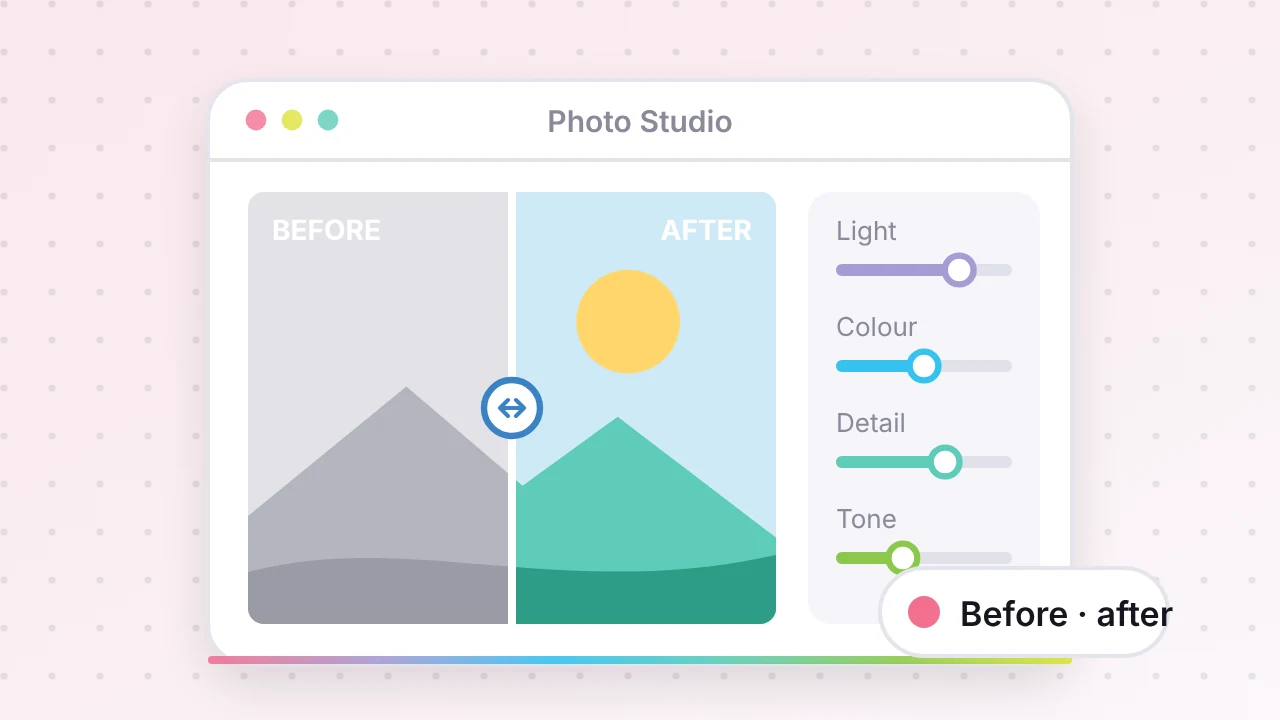 Photo Studio
BEFORE
AFTER
Light
Colour
Detail
Tone
Before · after